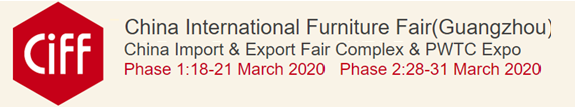 CiFF
China International Furniture Fair(Guangzhou)
China Import & Export Fair Complex & PWTC Expo
Phase 1:18-21 March 2020 Phase 2:28-31 March 2020